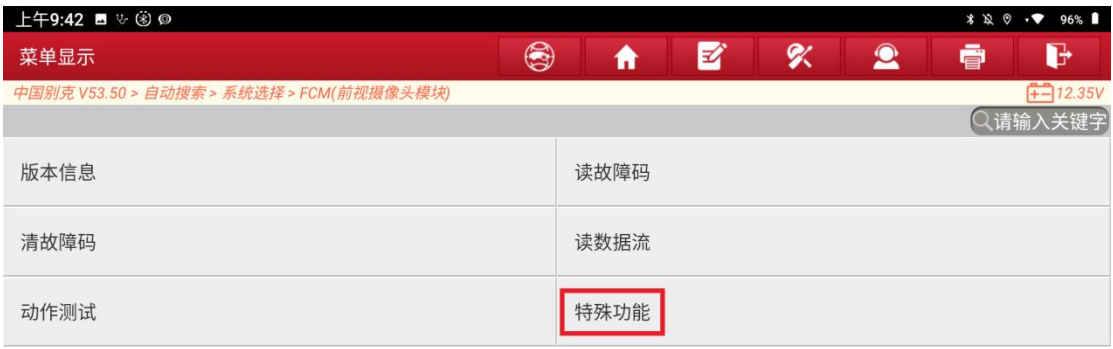 上午9:42 96%
菜单显示
中国别克 V53.50 > 自动搜索 > 系统选择 > FCM(前视摄像头模块) 12.35V
请输入关键字
版本信息 读故障码
清故障码 读数据流
动作测试 特殊功能